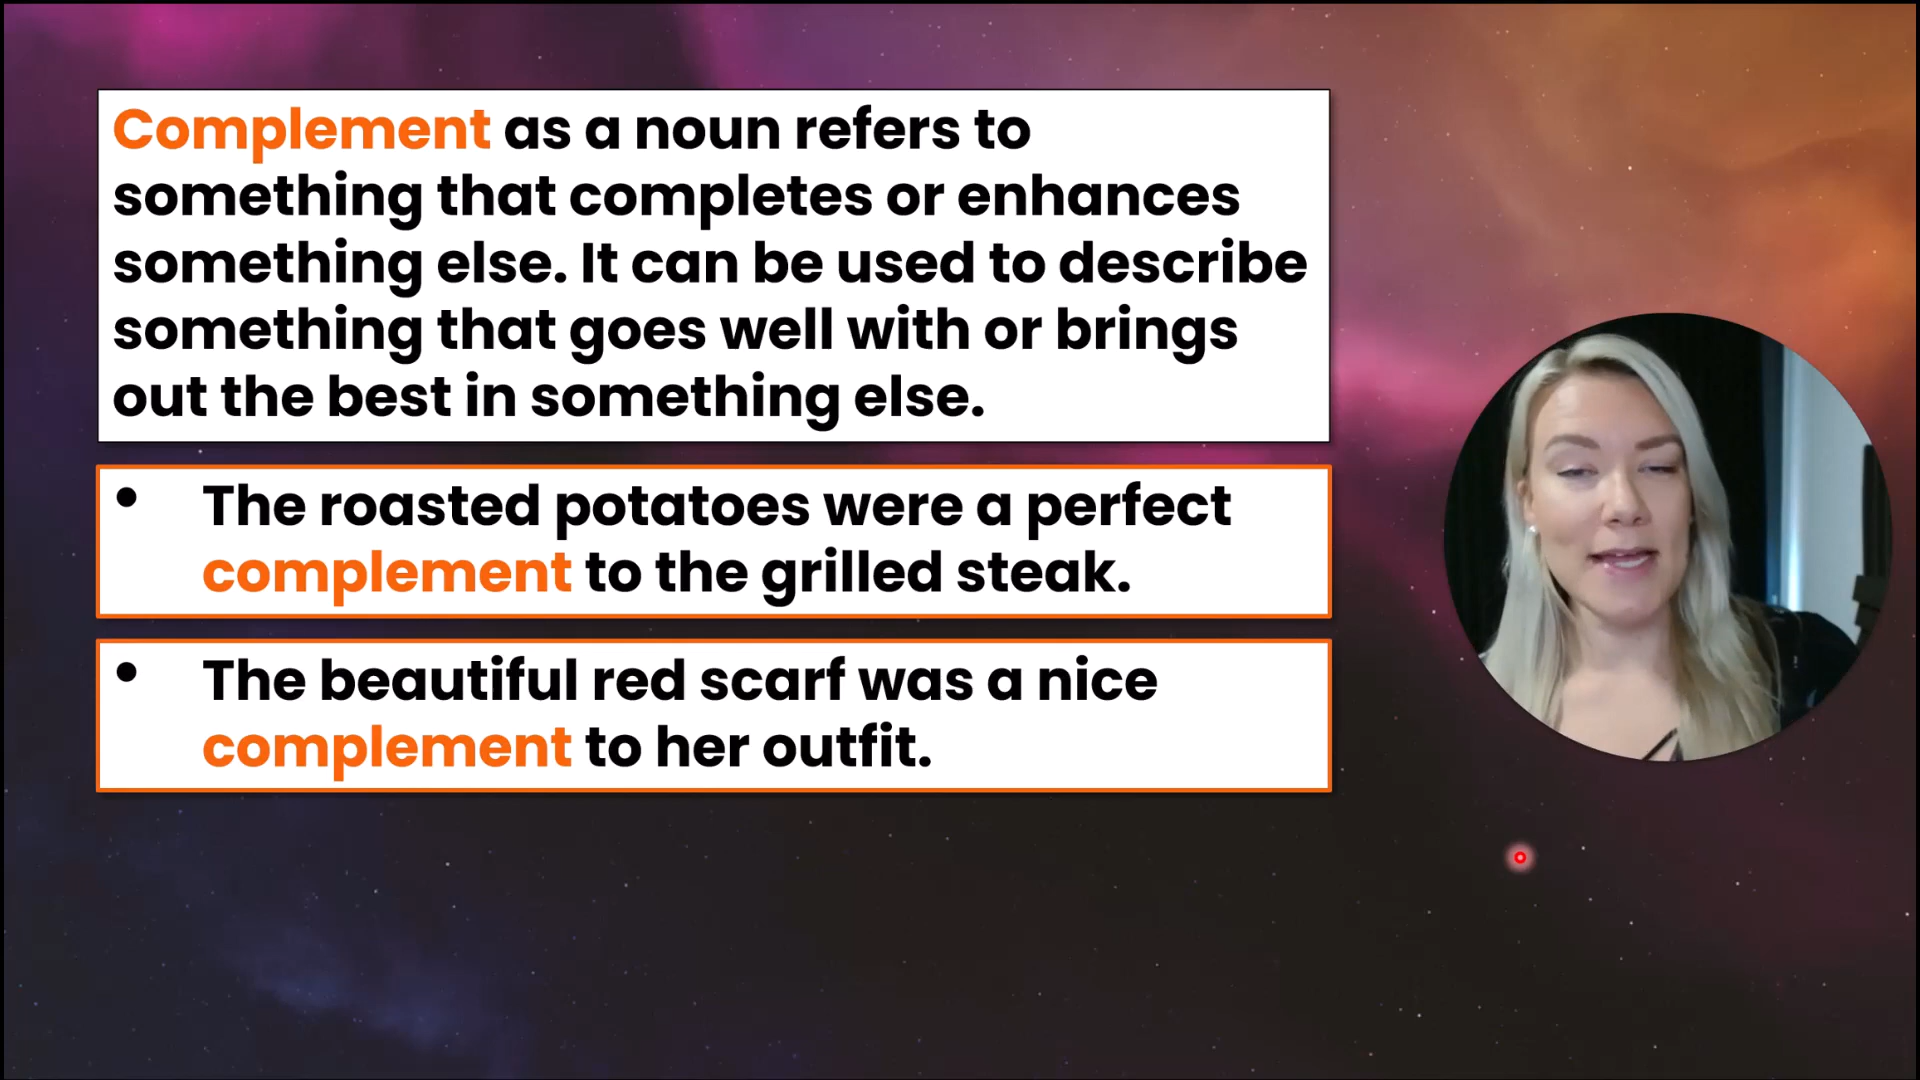 Complement as a noun refers to
something that completes or enhances
something else. It can be used to describe
something that goes well with or brings
out the best in something else.
• The roasted potatoes were a perfect
complement to the grilled steak.
• The beautiful red scarf was a nice
complement to her outfit.